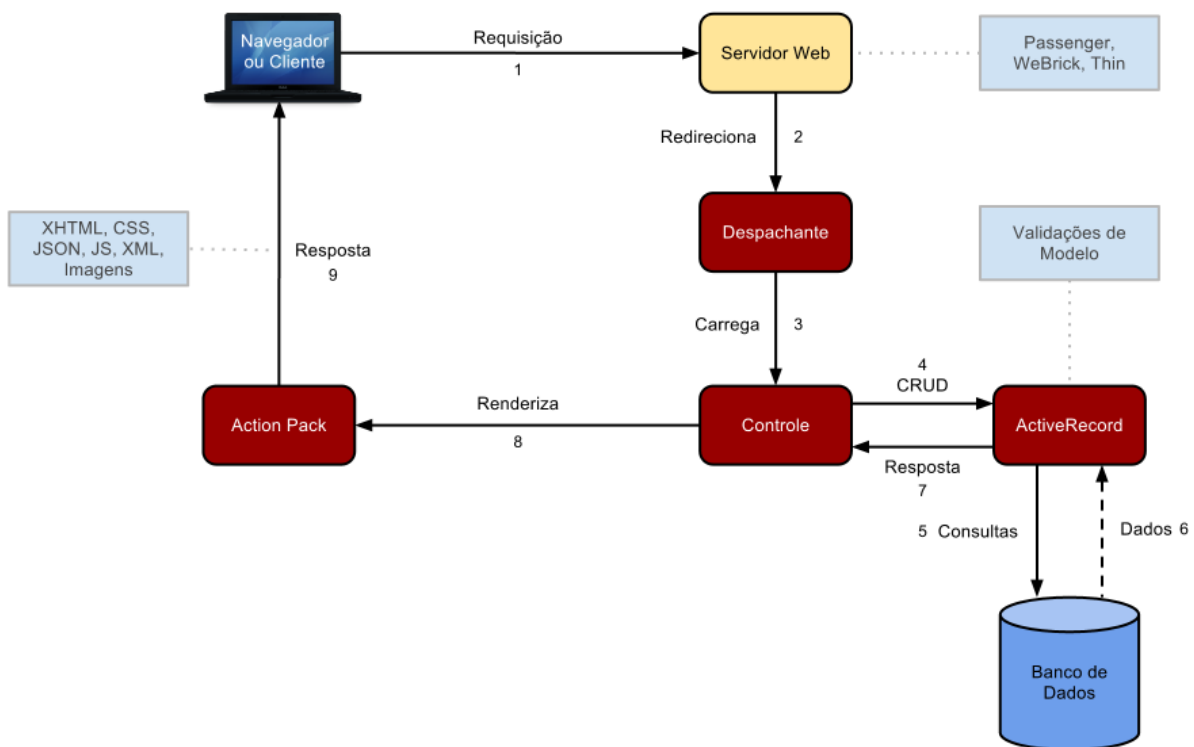 Navegador
ou Cliente
Requisição
1
Servidor Web
Passenger,
WeBrick, Thin
Redireciona
2
XHTML, CSS,
JSON, JS, XML,
Imagens
Resposta
9
Despachante
Validações de
Modelo
Carrega
3
Action Pack
Renderiza
8
Controle
4
CRUD
ActiveRecord
Resposta
7
5 Consultas
Dados 6
Banco de
Dados